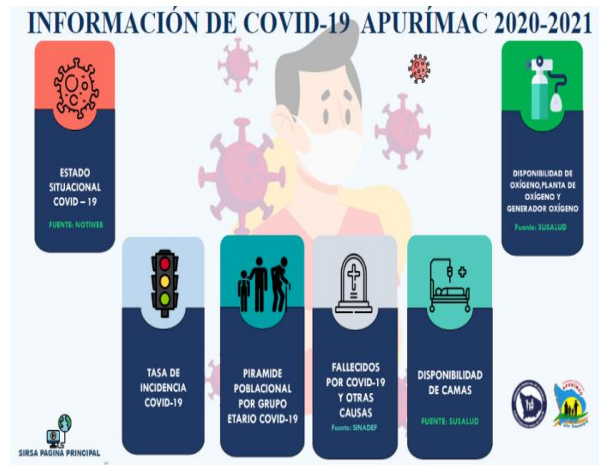 INFORMACIÓN DE COVID-19 APURÍMAC 2020-2021
ESTADO
SITUACIONAL
COVID – 19
FUENTE: NOTIWEB
DISPONIBILIDAD DE
OXÍGENO,PLANTA DE
OXÍGENO Y
GENERADOR OXÍGENO
Fuente: SUSALUD
TASA DE
INCIDENCIA
COVID-19
PIRAMIDE
POBLACIONAL
POR GRUPO
ETARIO COVID-19
FALLECIDOS
POR COVID-19
Y OTRAS
CAUSAS
Fuente: SINADEF
DISPONIBILIDAD
DE CAMAS
FUENTE: SUSALUD
SIRSA PAGINA PRINCIPAL
APURIMAC